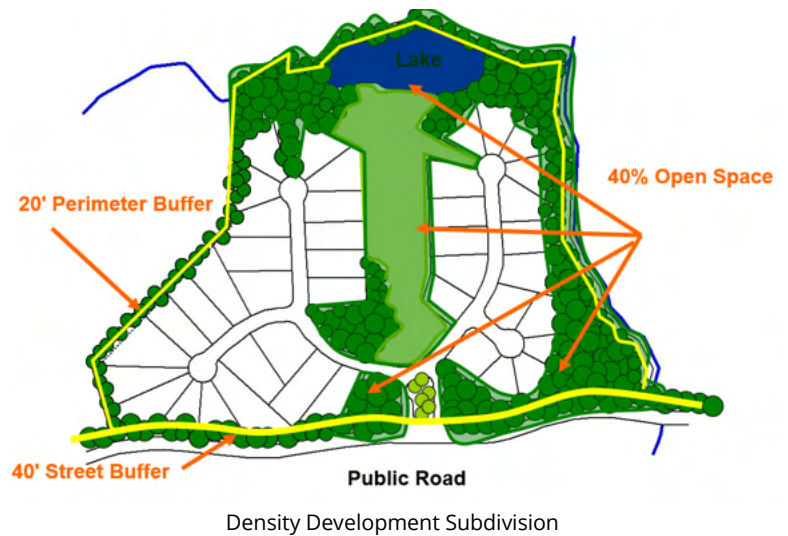 Lake
40% Open Space
20' Perimeter Buffer
40' Street Buffer
Public Road
Density Development Subdivision